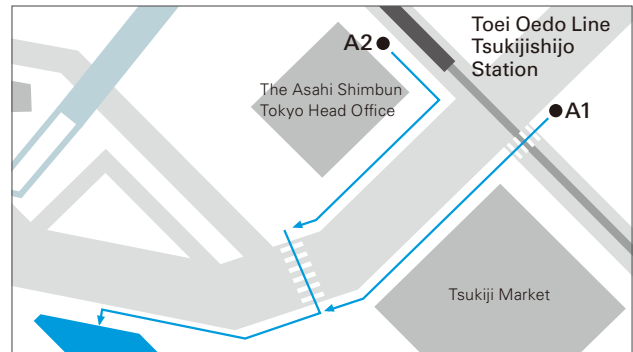 Toei Oedo Line
Tsukijishijo
Station
A2
The Asahi Shimbun
Tokyo Head Office
A1
Tsukiji Market